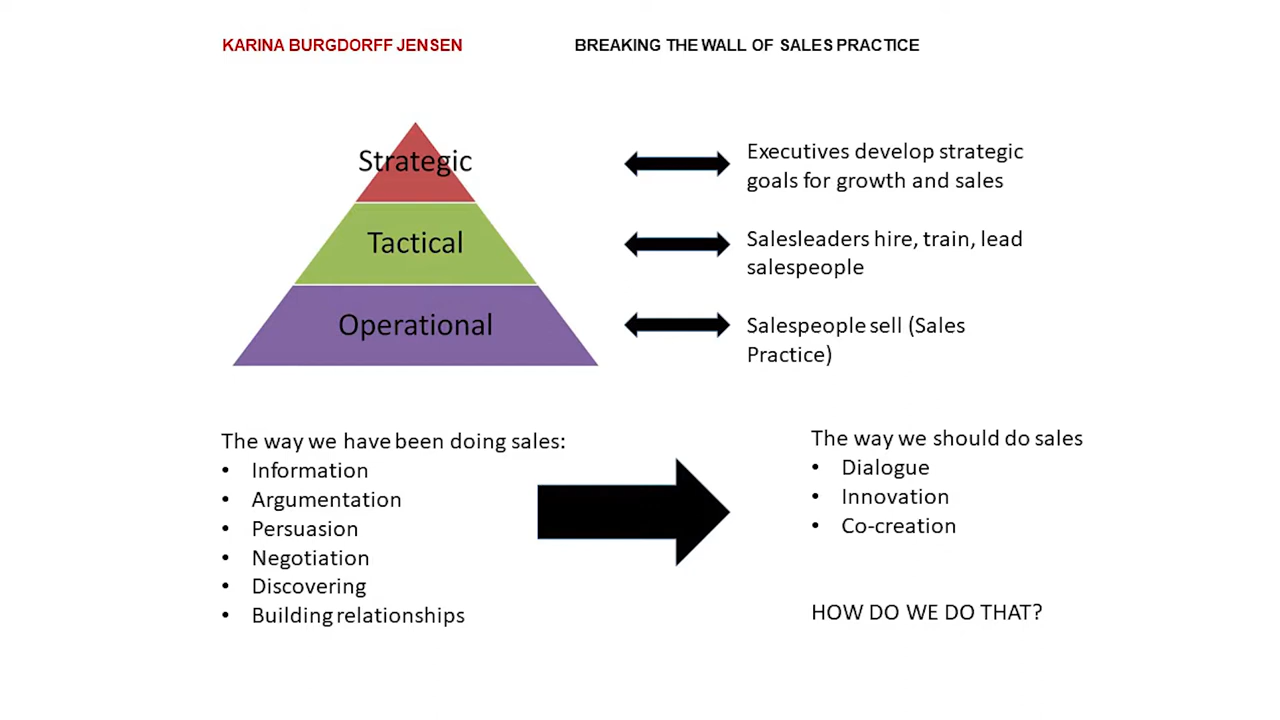 KARINA BURGDORFF JENSEN
BREAKING THE WALL OF SALES PRACTICE
Strategic
Executives develop strategic
goals for growth and sales
Tactical
Salesleaders hire, train, lead
salespeople
Operational
Salespeople sell (Sales
Practice)
The way we have been doing sales:
• Information
• Argumentation
• Persuasion
• Negotiation
• Discovering
• Building relationships
The way we should do sales
• Dialogue
• Innovation
• Co-creation
HOW DO WE DO THAT?